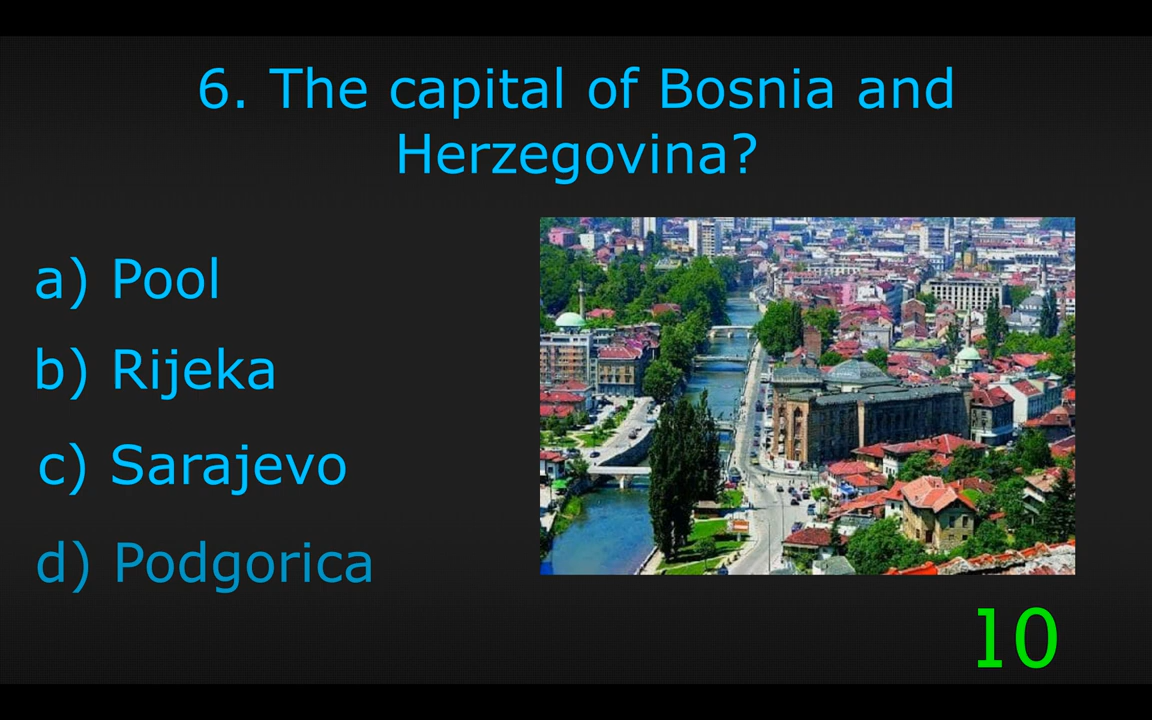 6. The capital of Bosnia and
Herzegovina?
a) Pool
b) Rijeka
c) Sarajevo
d) Podgorica
10